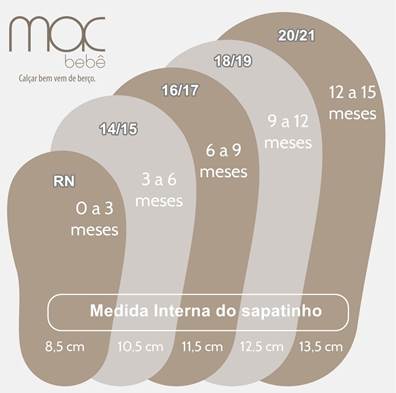 moc
bebê
Calçar bem vem de berço.
20/21
12 a 15
meses
18/19
9 a 12
meses
16/17
6 a 9
meses
14/15
3 a 6
meses
RN
0 a 3
meses
Medida Interna do sapatinho
8,5 cm 10,5 cm 11,5 cm 12,5 cm 13,5 cm